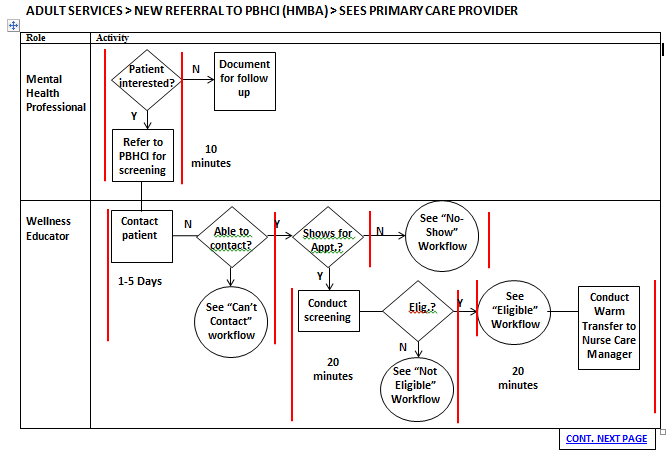 ADULT SERVICES > NEW REFERRAL TO PBHCI (HMBA) > SEES PRIMARY CARE PROVIDER
Role
Activity
Mental
Health
Professional
Patient
interested?
N
Document
for follow
up
Y
Refer to
PBHCI for
screening
10
minutes
Wellness
Educator
Contact
patient
N
Able to
contact?
Y
Shows for
Appt.?
N
See “No-
Show”
Workflow
1-5 Days
See “Can’t
Contact”
workflow
Y
Conduct
screening
Elig.?
Y
See
“Eligible”
Workflow
Conduct
Warm
Transfer to
Nurse Care
Manager
20
minutes
N
See “Not
Eligible”
Workflow
20
minutes
CONT. NEXT PAGE